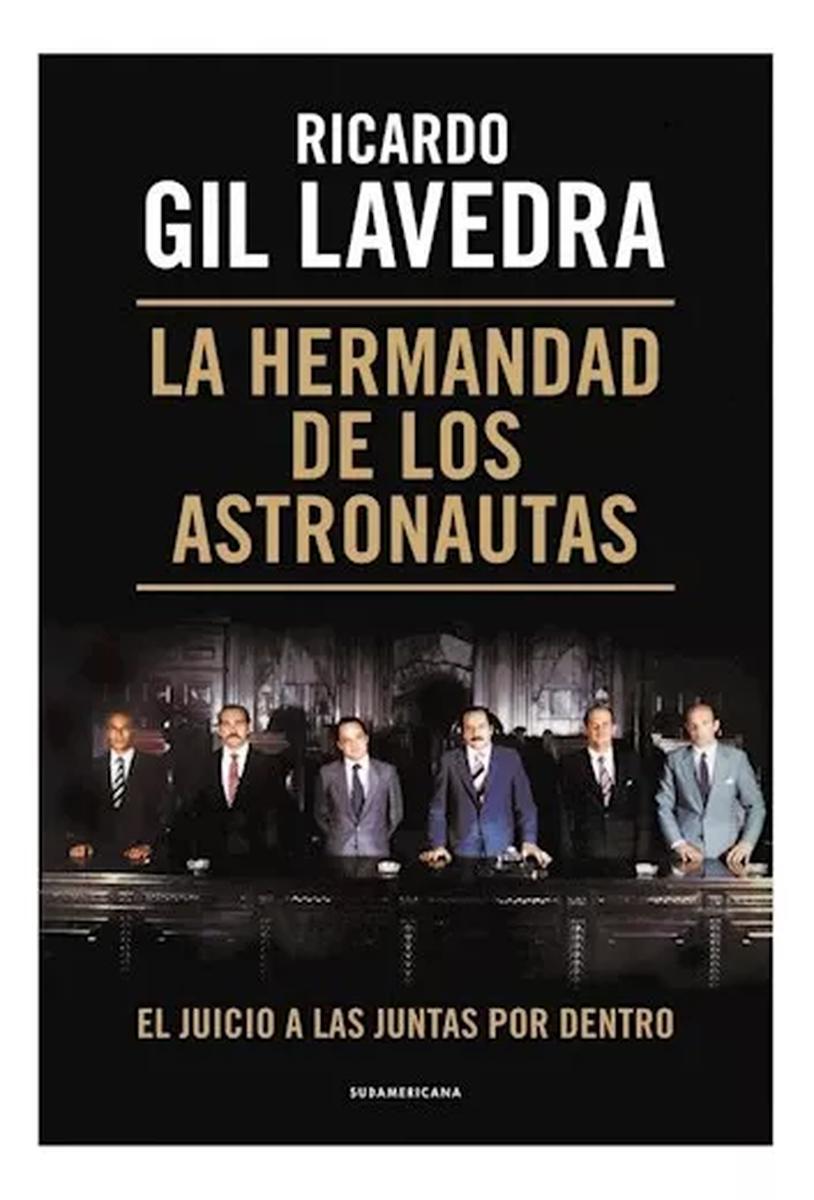 RICARDO
GIL LAVEDRA
LA HERMANDAD
DE LOS
ASTRONAUTAS
EL JUICIO A LAS JUNTAS POR DENTRO
SUDAMERICANA